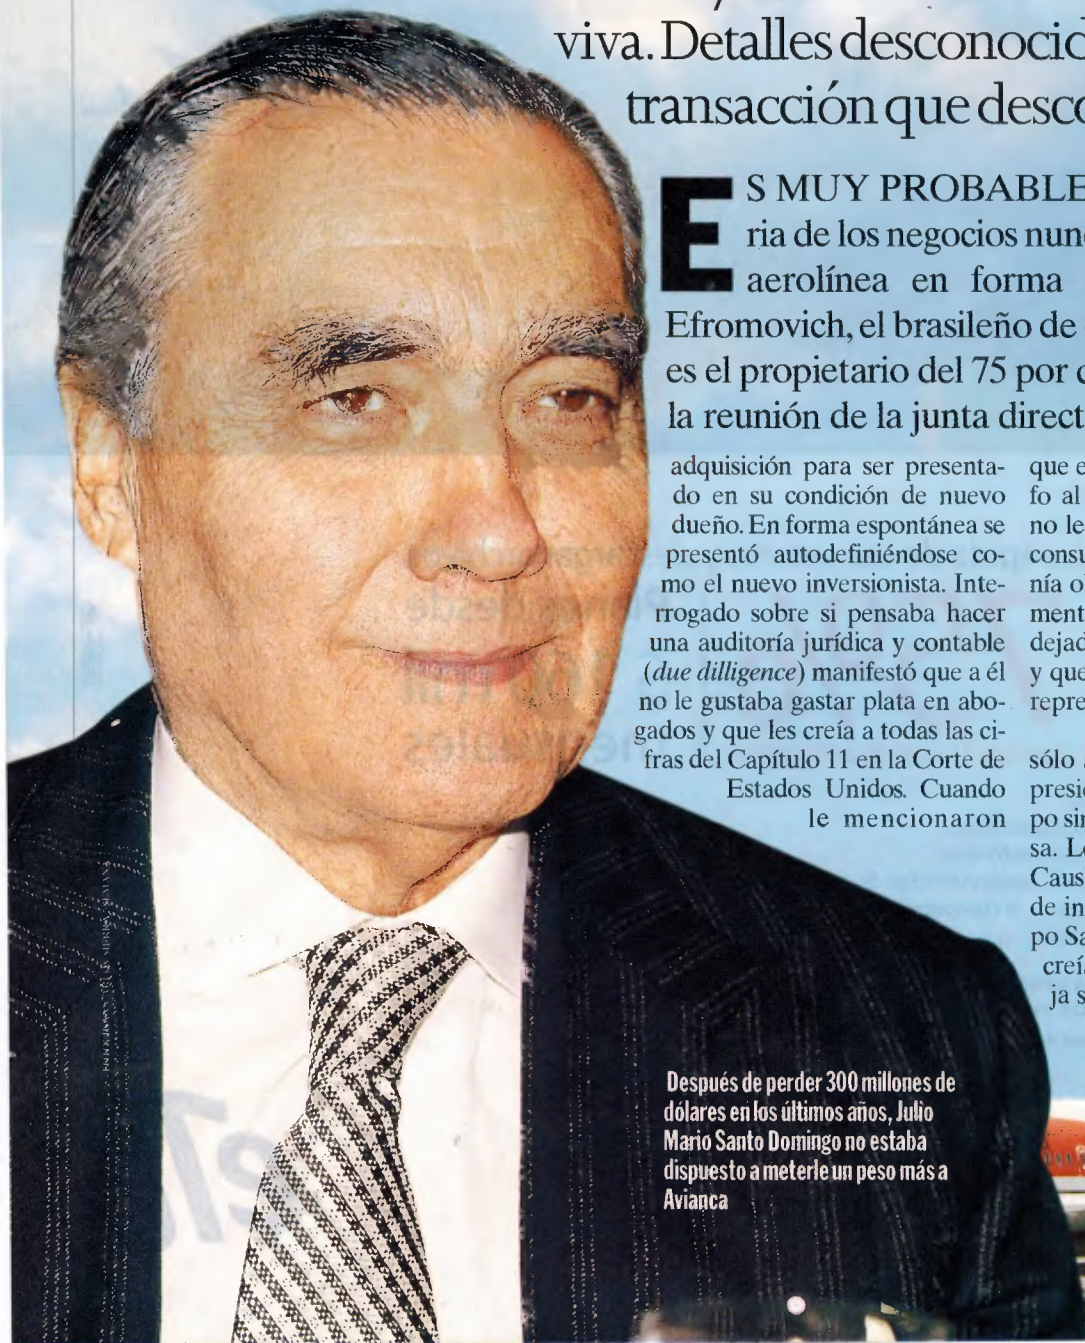 viva. Detalles desconocid
transacción que desco
ES MUY PROBABLE
ria de los negocios nun
aerolínea en forma
Efromovich, el brasileño de
es el propietario del 75 por
la reunión de la junta direct
adquisición para ser presenta-
do en su condición de nuevo
dueño. En forma espontánea se
presentó autodefiniéndose co-
mo el nuevo inversionista. Inte-
rrogado sobre si pensaba hacer
una auditoría jurídica y contable
(due dilligence) manifestó que a él
no le gustaba gastar plata en abo-
gados y que les creía a todas las ci-
fras del Capítulo 11 en la Corte de
Estados Unidos. Cuando
le mencionaron
que e
fo al
no le
consu
nía o
ment
dejad
y que
repre
sólo
presid
po sin
sa. Lo
Caus
de in
po Sa
creí
ja s
Después de perder 300 millones de
dólares en los últimos años, Julio
Mario Santo Domingo no estaba
dispuesto a meterle un peso más a
Avianca